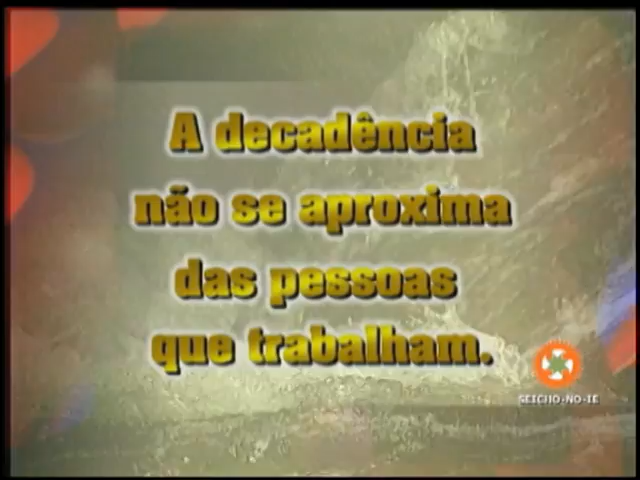 A decadência
não se aproxima
das pessoas
que trabalham.
SEICHO-NO-IE